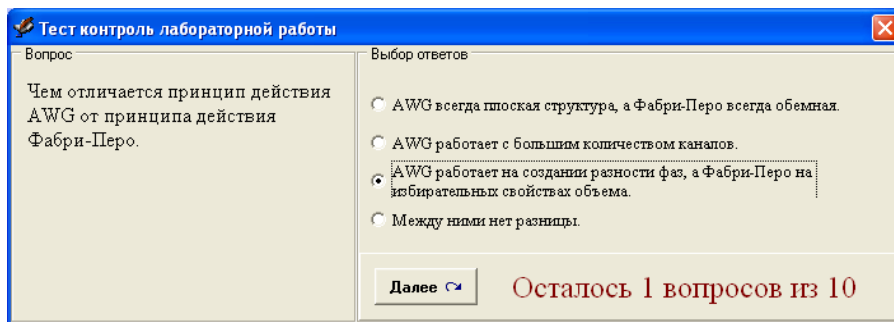 Тест контроль лабораторной работы
Вопрос
Чем отличается принцип действия
AWG от принципа действия
Фабри-Перо.
Выбор ответов
AWG всегда плоская структура, а Фабри-Перо всегда обемная.
AWG работает с большим количеством каналов.
AWG работает на создании разности фаз, а Фабри-Перо на
избирательных свойствах объема.
Между ними нет разницы.
Далее
Осталось 1 вопросов из 10